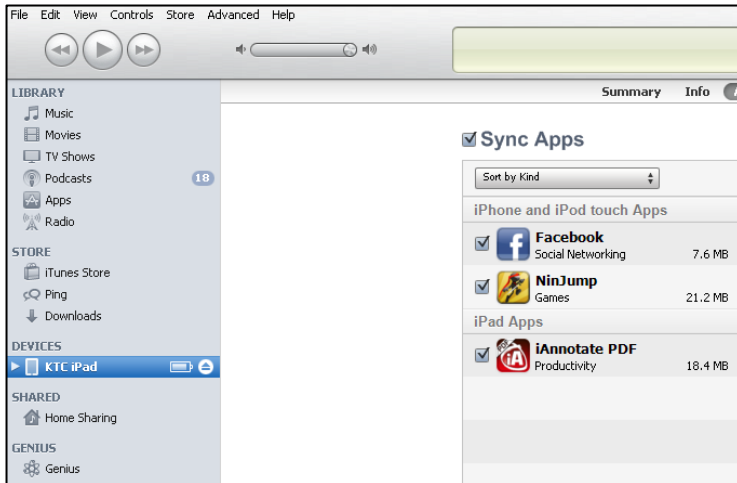 File Edit View Controls Store Advanced Help
Summary Info
LIBRARY
Music
Movies
TV Shows
Podcasts 18
Apps
Radio
STORE
iTunes Store
Ping
Downloads
DEVICES
KTC iPad
SHARED
Home Sharing
GENIUS
Genius
Sync Apps
Sort by Kind
iPhone and iPod touch Apps
Facebook
Social Networking 7.6 MB
NinJump
Games 21.2 MB
iPad Apps
iAnnotate PDF
Productivity 18.4 MB